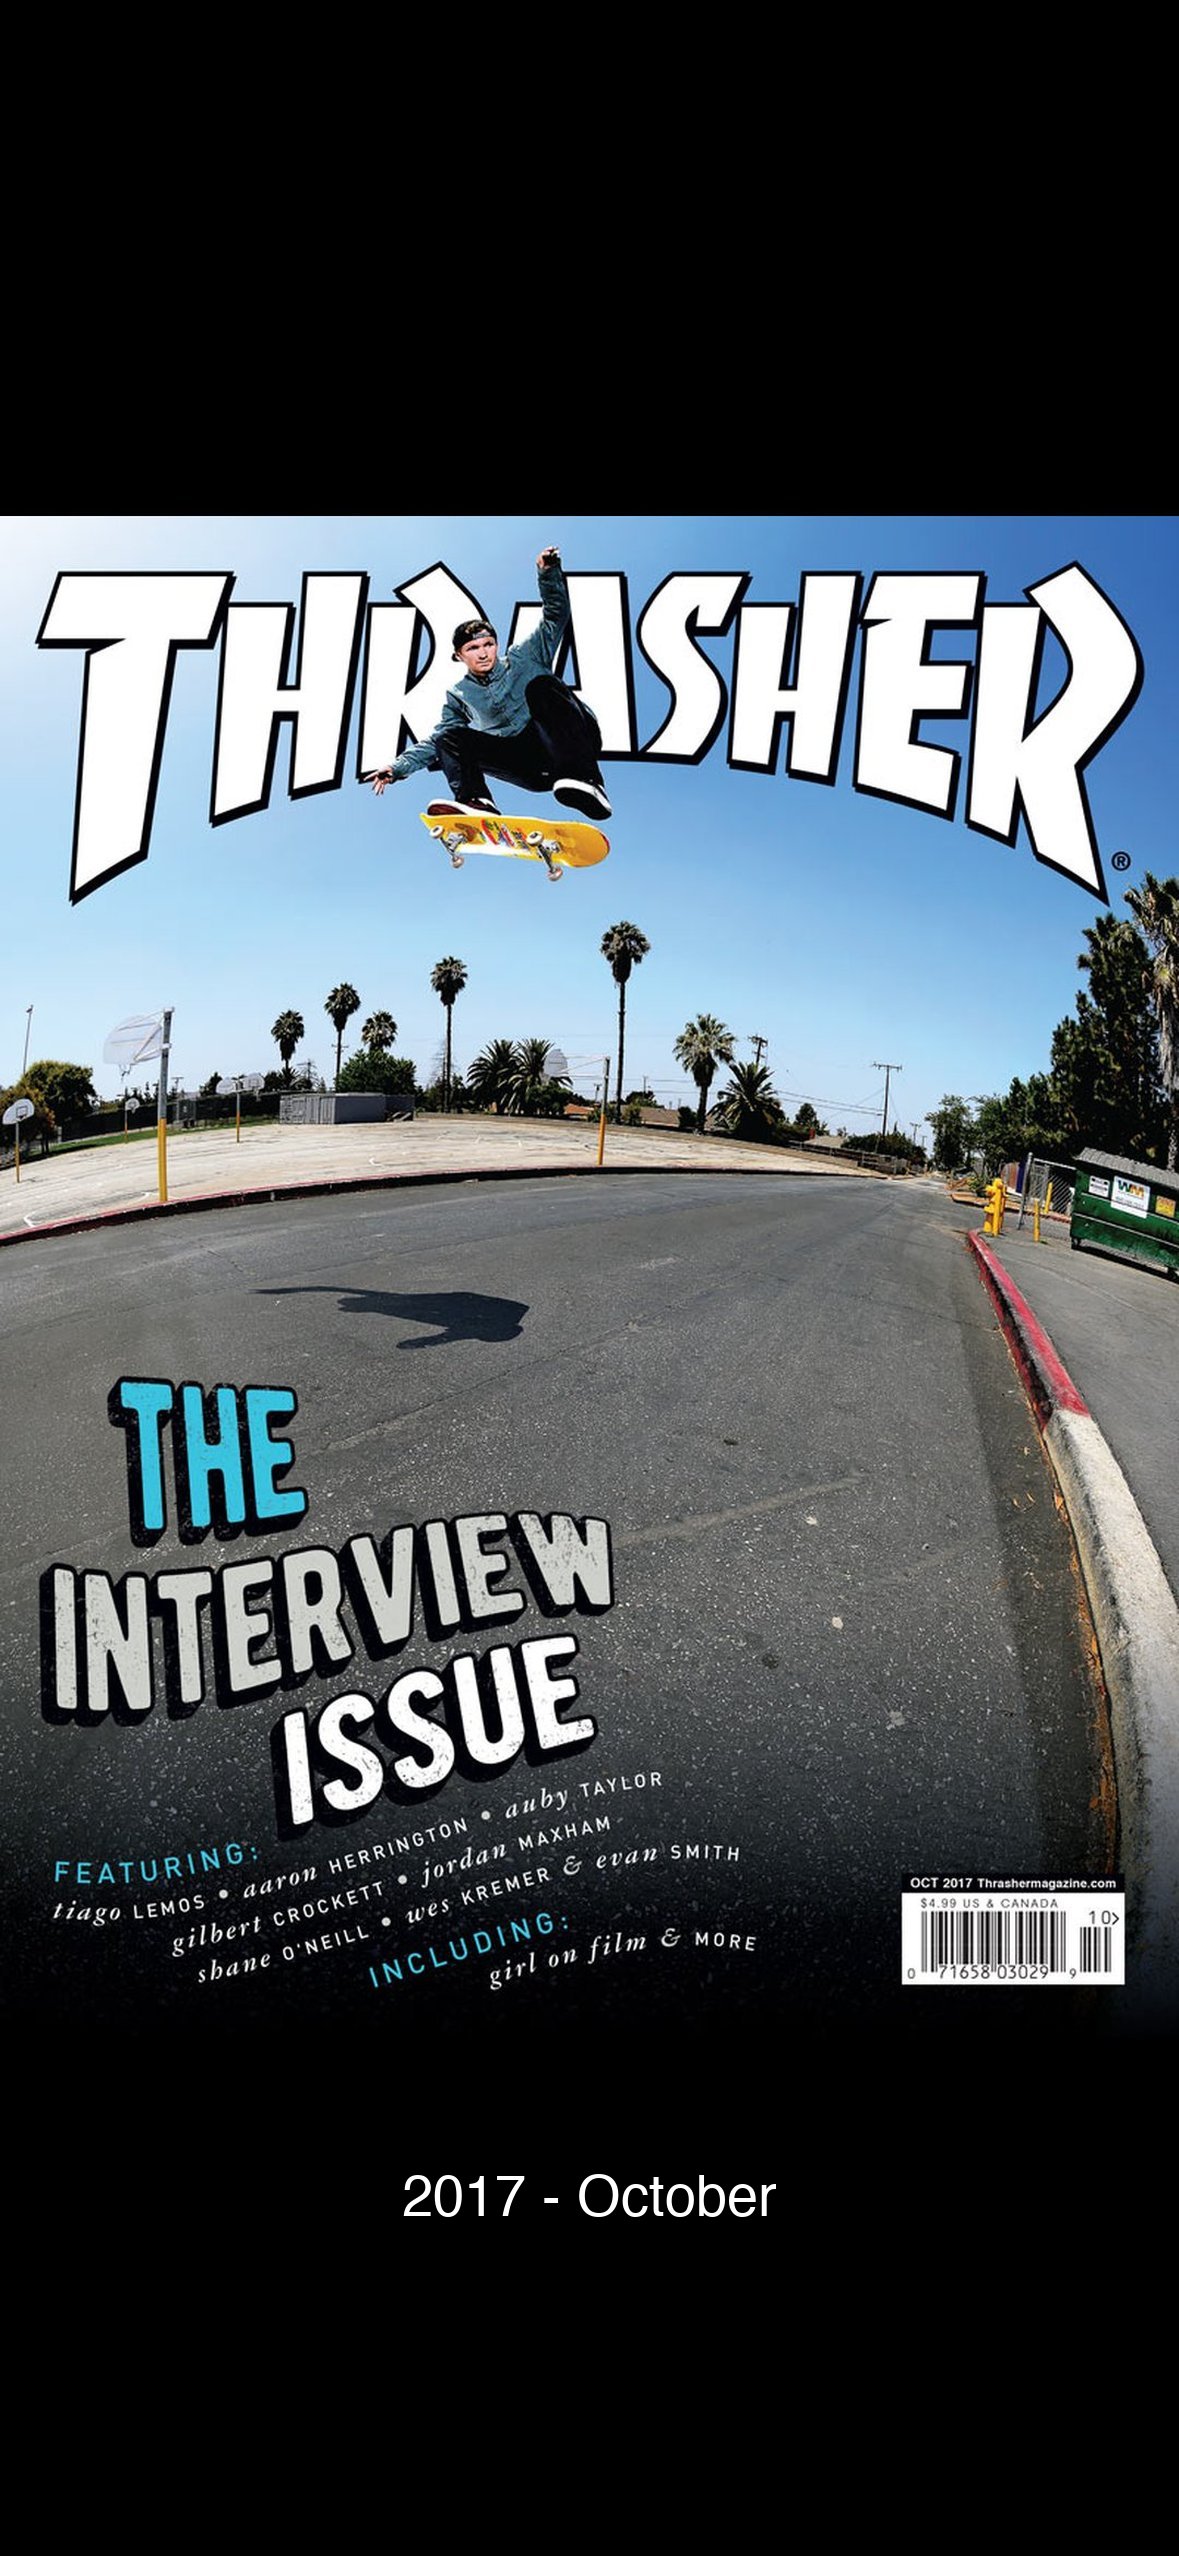 THRASHER®
WM
THE
INTERVIEW
ISSUE
FEATURING:
tiago LEMOS • aaron HERRINGTON • auby TAYLOR
gilbert CROCKETT • jordan MAXHAM
shane O'NEILL • wes KREMER & evan SMITH
INCLUDING:
girl on film & MORE
OCT 2017 Thrashermagazine.com
$4.99 US & CANADA
10>
0 71658 03029 9
2017 - October